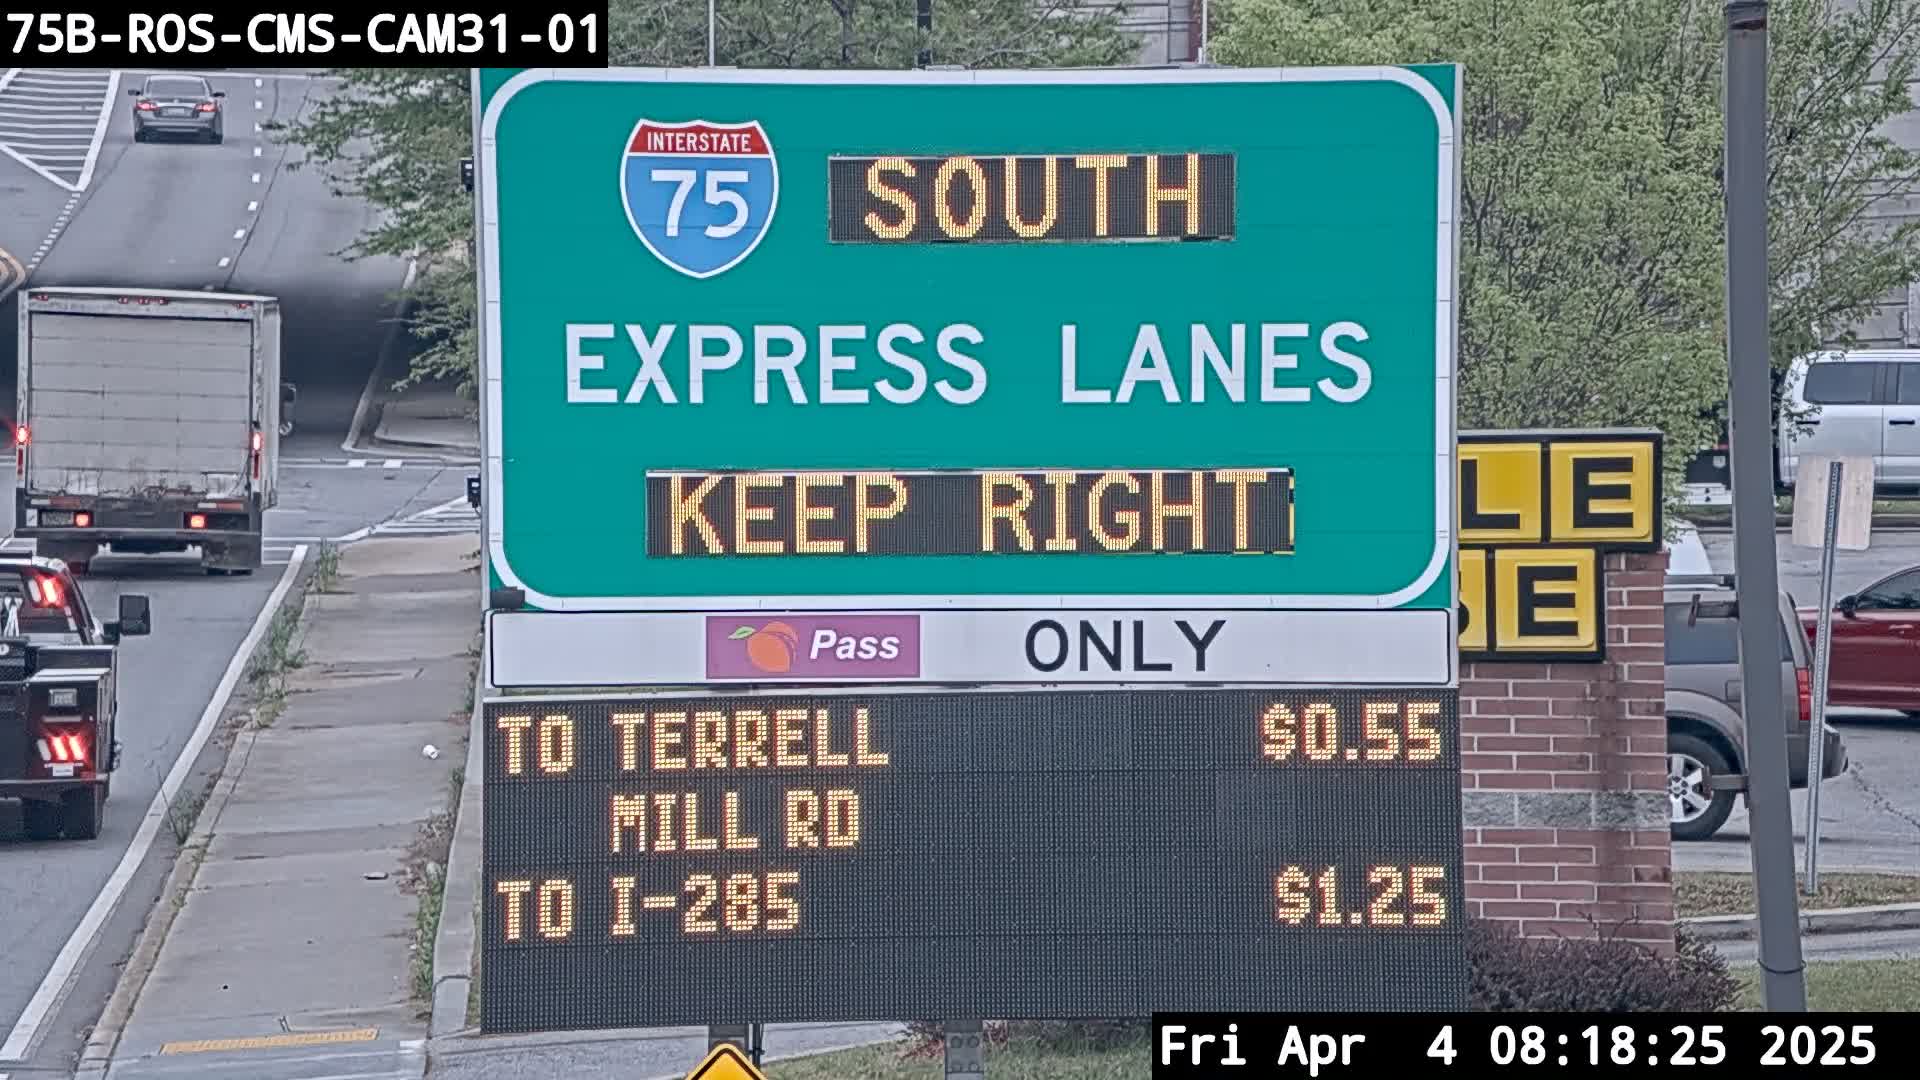 75B-ROS-CMS-CAM31-01
INTERSTATE
75
SOUTH
EXPRESS LANES
KEEP RIGHT
LE
E
Pass ONLY
TO TERRELL $0.55
MILL RD
TO I-285 $1.25
Fri Apr 4 08:18:25 2025